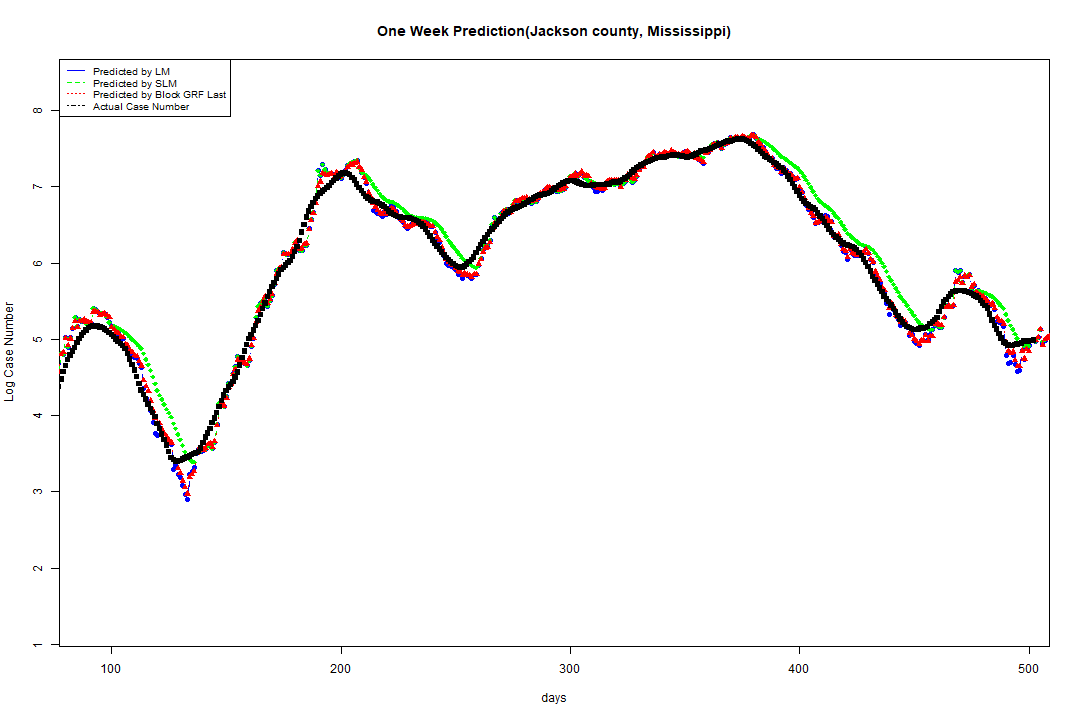 One Week Prediction(Jackson county, Mississippi)
Predicted by LM
Predicted by SLM
Predicted by Block GRF Last
Actual Case Number
8
7
6
5
4
3
2
1
Log Case Number
100 200 300 400 500
days